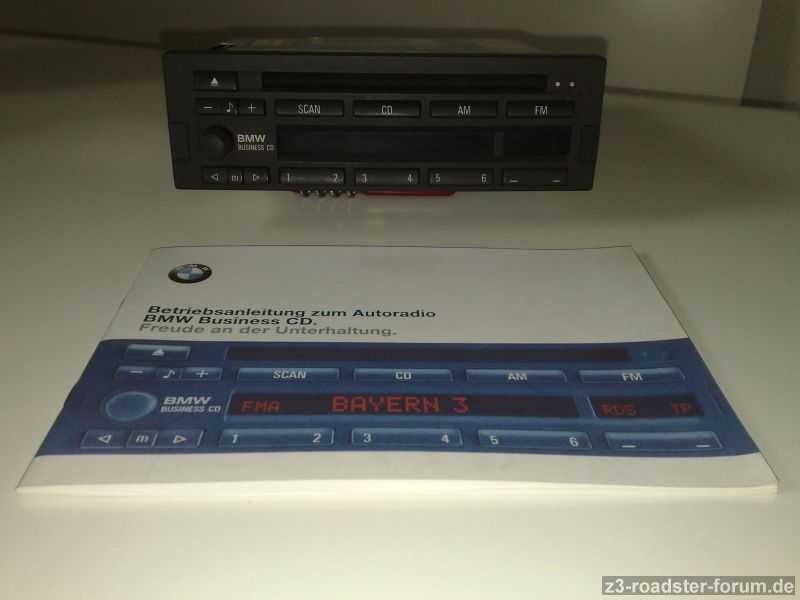 SCAN CD AM FM
BMW
BUSINESS CD
m 1 2 3 4 5 6
Betriebsanleitung zum Autoradio
BMW Business CD.
Freude an der Unterhaltung.
SCAN CD AM FM
BMW
BUSINESS CD
FMA BAYERN 3 RDS TP
m 1 2 3 4 5 6
z3-roadster-forum.de